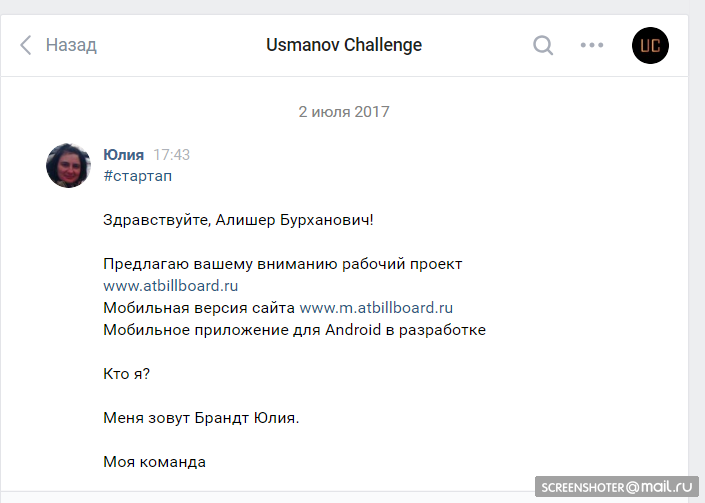 Назад
Usmanov Challenge
UC
2 июля 2017
Юлия 17:43
#стартап
Здравствуйте, Алишер Бурханович!
Предлагаю вашему вниманию рабочий проект
www.atbillboard.ru
Мобильная версия сайта www.m.atbillboard.ru
Мобильное приложение для Android в разработке
Кто я?
Меня зовут Брандт Юлия.
Моя команда
SCREENSHOTER@mail.ru